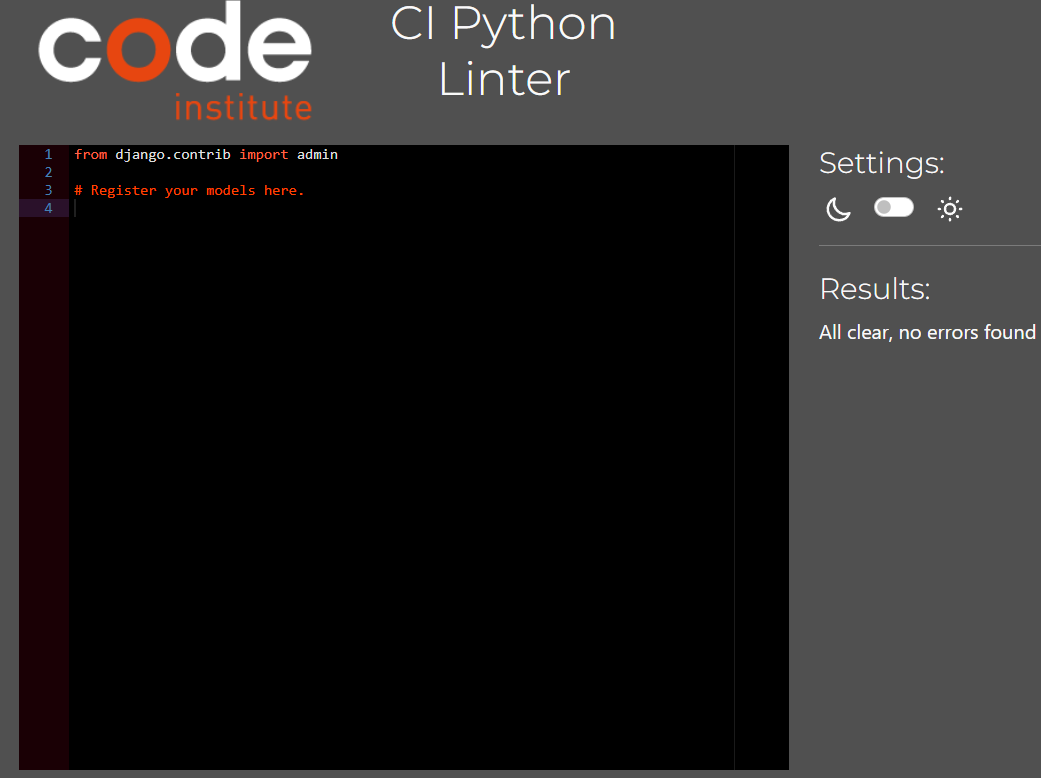 code
institute
CI Python
Linter
1 from django.contrib import admin
2
3 # Register your models here.
4
Settings:
Results:
All clear, no errors found